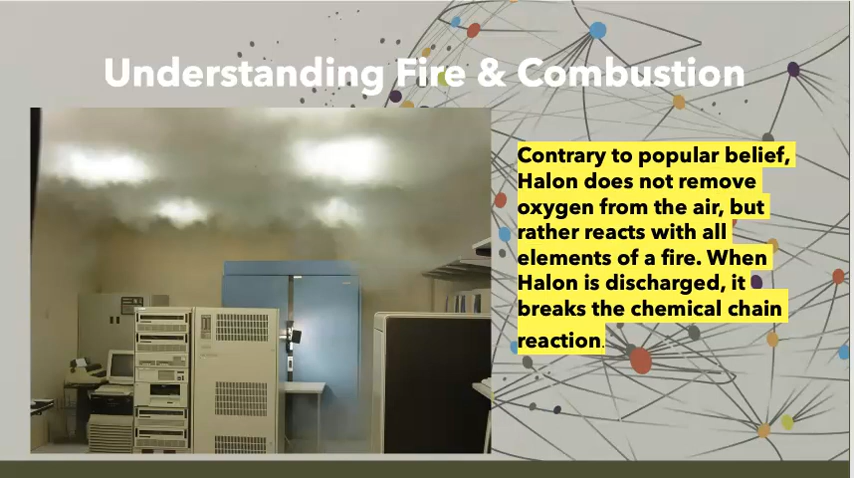 Understanding Fire & Combustion
Contrary to popular belief,
Halon does not remove
oxygen from the air, but
rather reacts with all
elements of a fire. When
Halon is discharged, it
breaks the chemical chain
reaction.